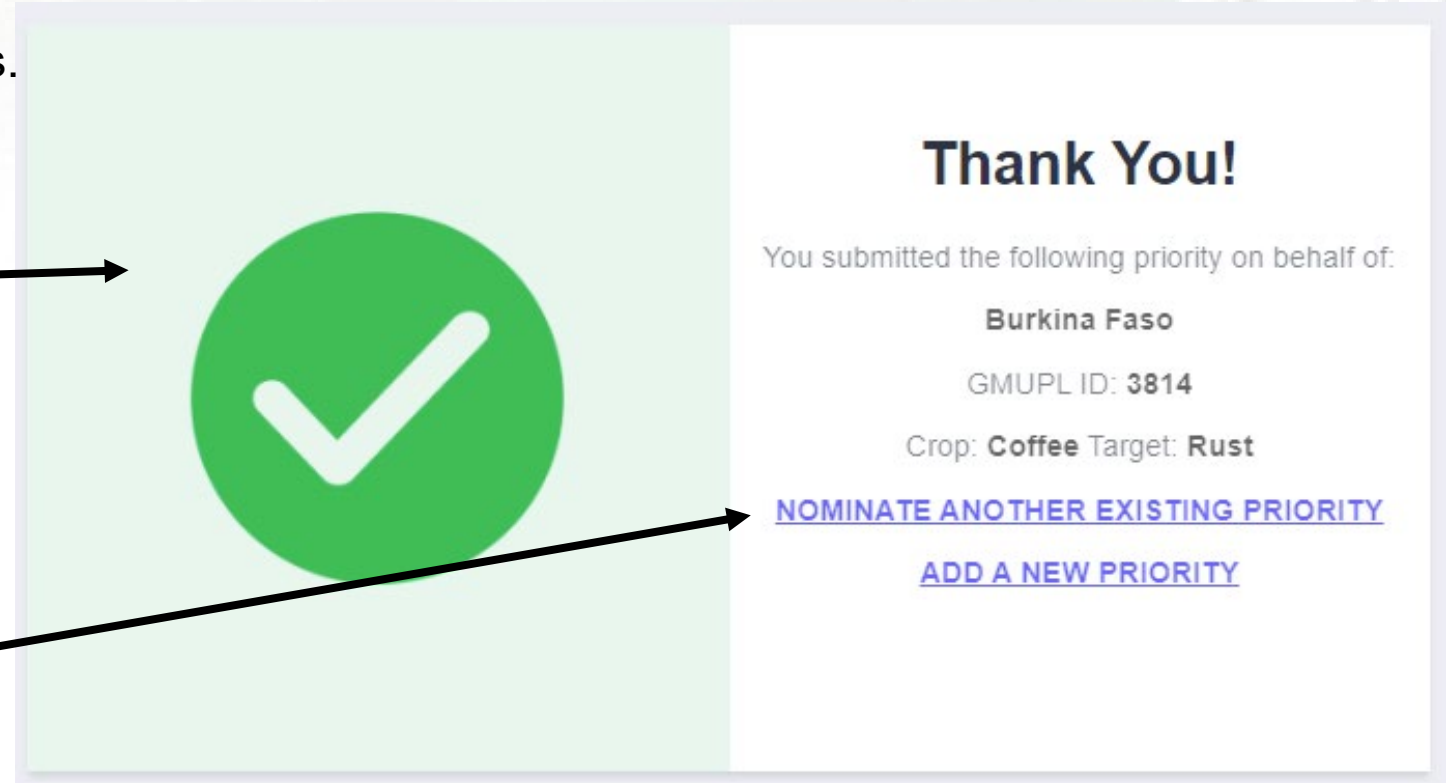 s.
Thank You!
You submitted the following priority on behalf of:
Burkina Faso
GMUPL ID: 3814
Crop: Coffee Target: Rust
NOMINATE ANOTHER EXISTING PRIORITY
ADD A NEW PRIORITY